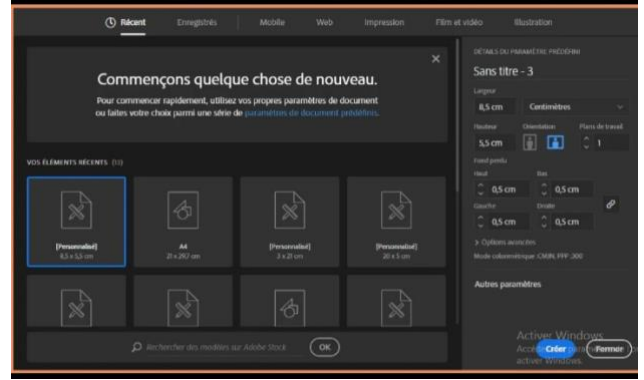 Récent Enregistrés Mobile Web Impression Film et vidéo Illustration
Commençons quelque chose de nouveau.
Pour commencer rapidement, utilisez vos propres paramètres de document
ou faites votre choix parmi une série de paramètres de document prédéfinis.
VOS ÉLÉMENTS RÉCENTS (13)
[Personnalisé] A4 [Personnalisé] [Personnalisé]
8,5 x 5,5 cm 21 x 29,7 cm 3 x 21 cm 20 x 5 cm
Rechercher des modèles sur Adobe Stock OK
DÉTAILS DU PARAMÈTRE PRÉDÉFINI
Sans titre - 3
Largeur
8,5 cm Centimètres
Hauteur Orientation Plans de travail
5,5 cm 1
Fond perdu
Haut Bas
0,5 cm 0,5 cm
Gauche Droite
0,5 cm 0,5 cm
> Options avancées
Mode colorimétrique :CMJN, PPP :300
Autres paramètres
Activer Windows
Créer Fermer
activer Windows.